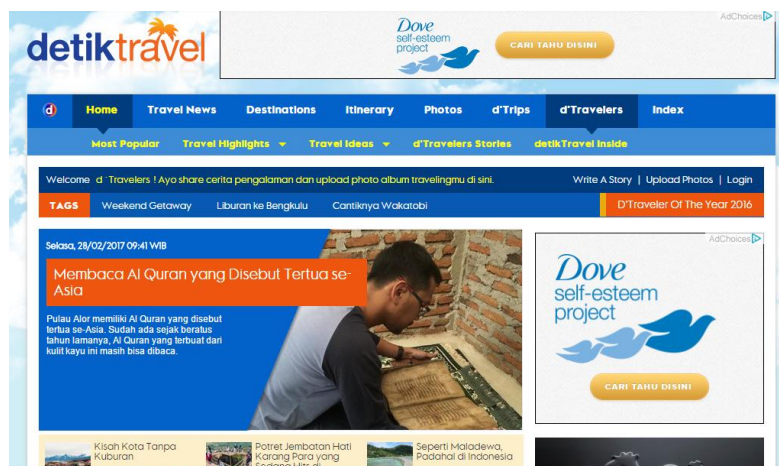 AdChoices
detiktravel
Dove
self-esteem
project
CARI TAHU DISINI
d Home Travel News Destinations Itinerary Photos d'Trips d'Travelers Index
Most Popular Travel Highlights Travel Ideas d'Travelers Stories detikTravel Inside
Welcome d'Travelers ! Ayo share cerita pengalaman dan upload photo album travelingmu di sini. Write A Story | Upload Photos | Login
TAGS Weekend Getaway Liburan ke Bengkulu Cantiknya Wakatobi D'Traveler Of The Year 2016
Selasa, 28/02/2017 09:41 WIB
Membaca Al Quran yang Disebut Tertua se-
Asia
Pulau Alor memiliki Al Quran yang disebut
tertua se-Asia. Sudah ada sejak beratus
tahun lamanya, Al Quran yang terbuat dari
kulit kayu ini masih bisa dibaca.
AdChoices
Dove
self-esteem
project
CARI TAHU DISINI
Kisah Kota Tanpa
Kuburan
Potret Jembatan Hati
Karang Para yang
Sedang Hits di
Seperti Maladewa,
Padahal di Indonesia